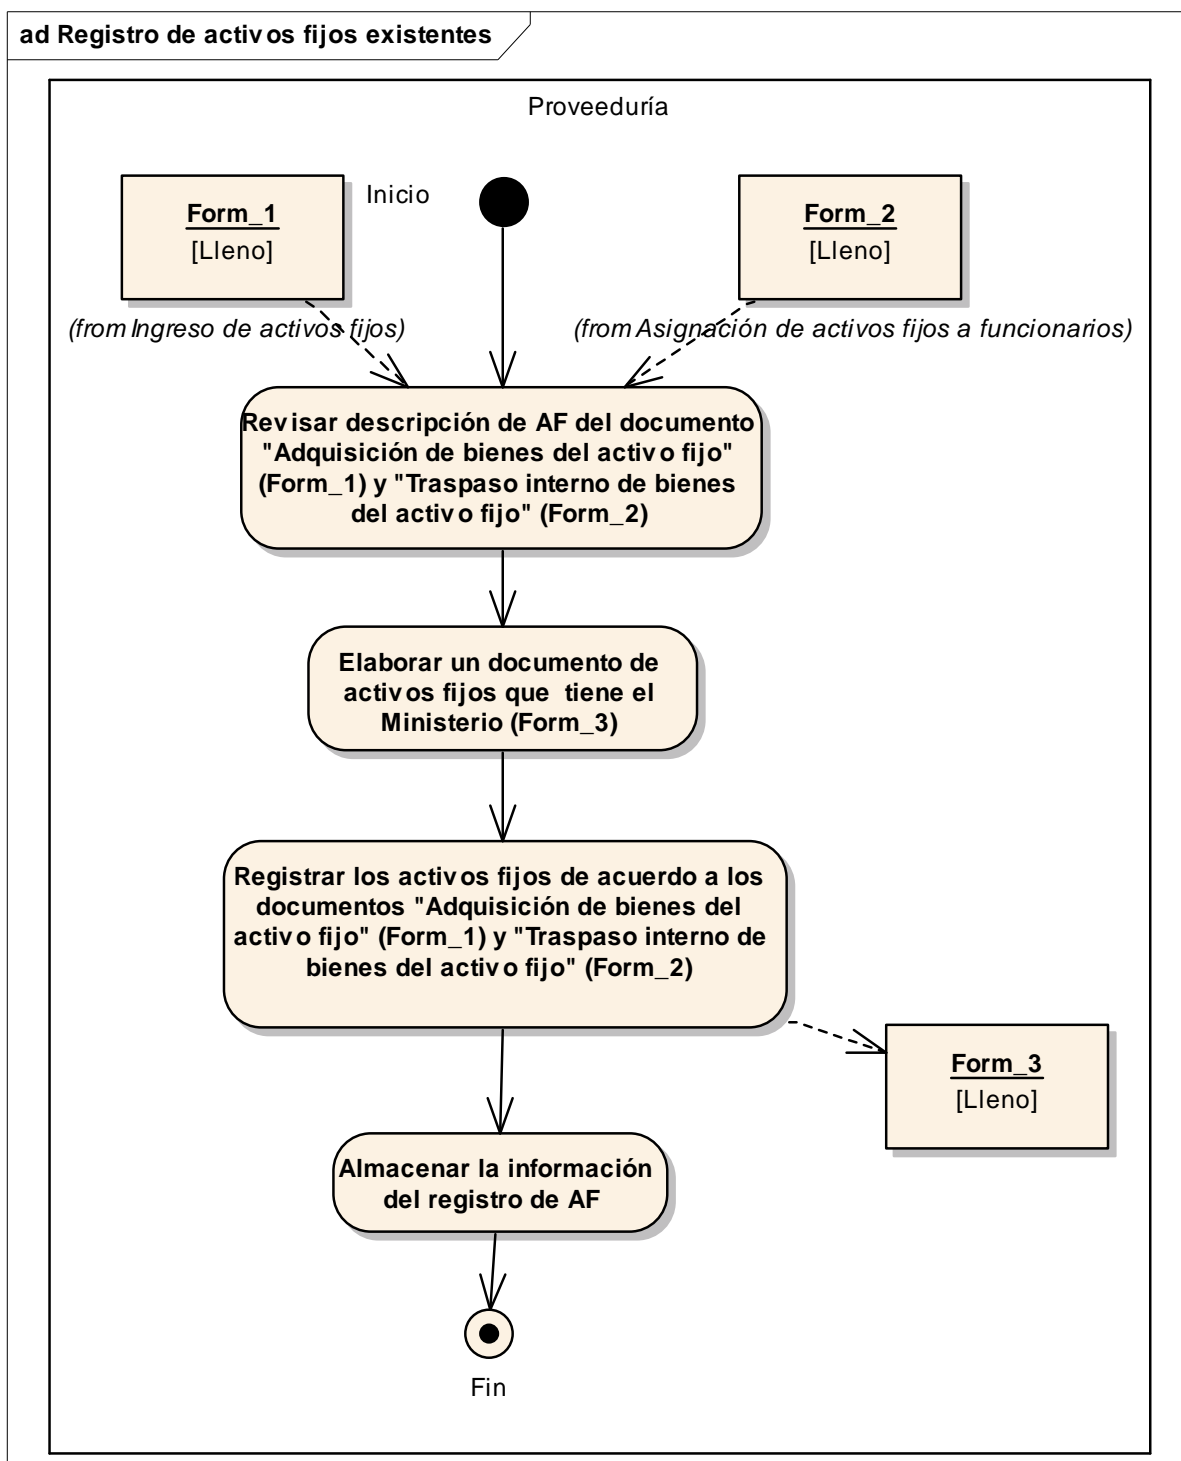 ad Registro de activos fijos existentes
Proveeduría
Form_1
[Lleno]
(from Ingreso de activos fijos)
Inicio
Form_2
[Lleno]
(from Asignación de activos fijos a funcionarios)
Revisar descripción de AF del documento
"Adquisición de bienes del activo fijo"
(Form_1) y "Traspaso interno de bienes
del activo fijo" (Form_2)
Elaborar un documento de
activos fijos que tiene el
Ministerio (Form_3)
Registrar los activos fijos de acuerdo a los
documentos "Adquisición de bienes del
activo fijo" (Form_1) y "Traspaso interno de
bienes del activo fijo" (Form_2)
Form_3
[Lleno]
Almacenar la información
del registro de AF
Fin